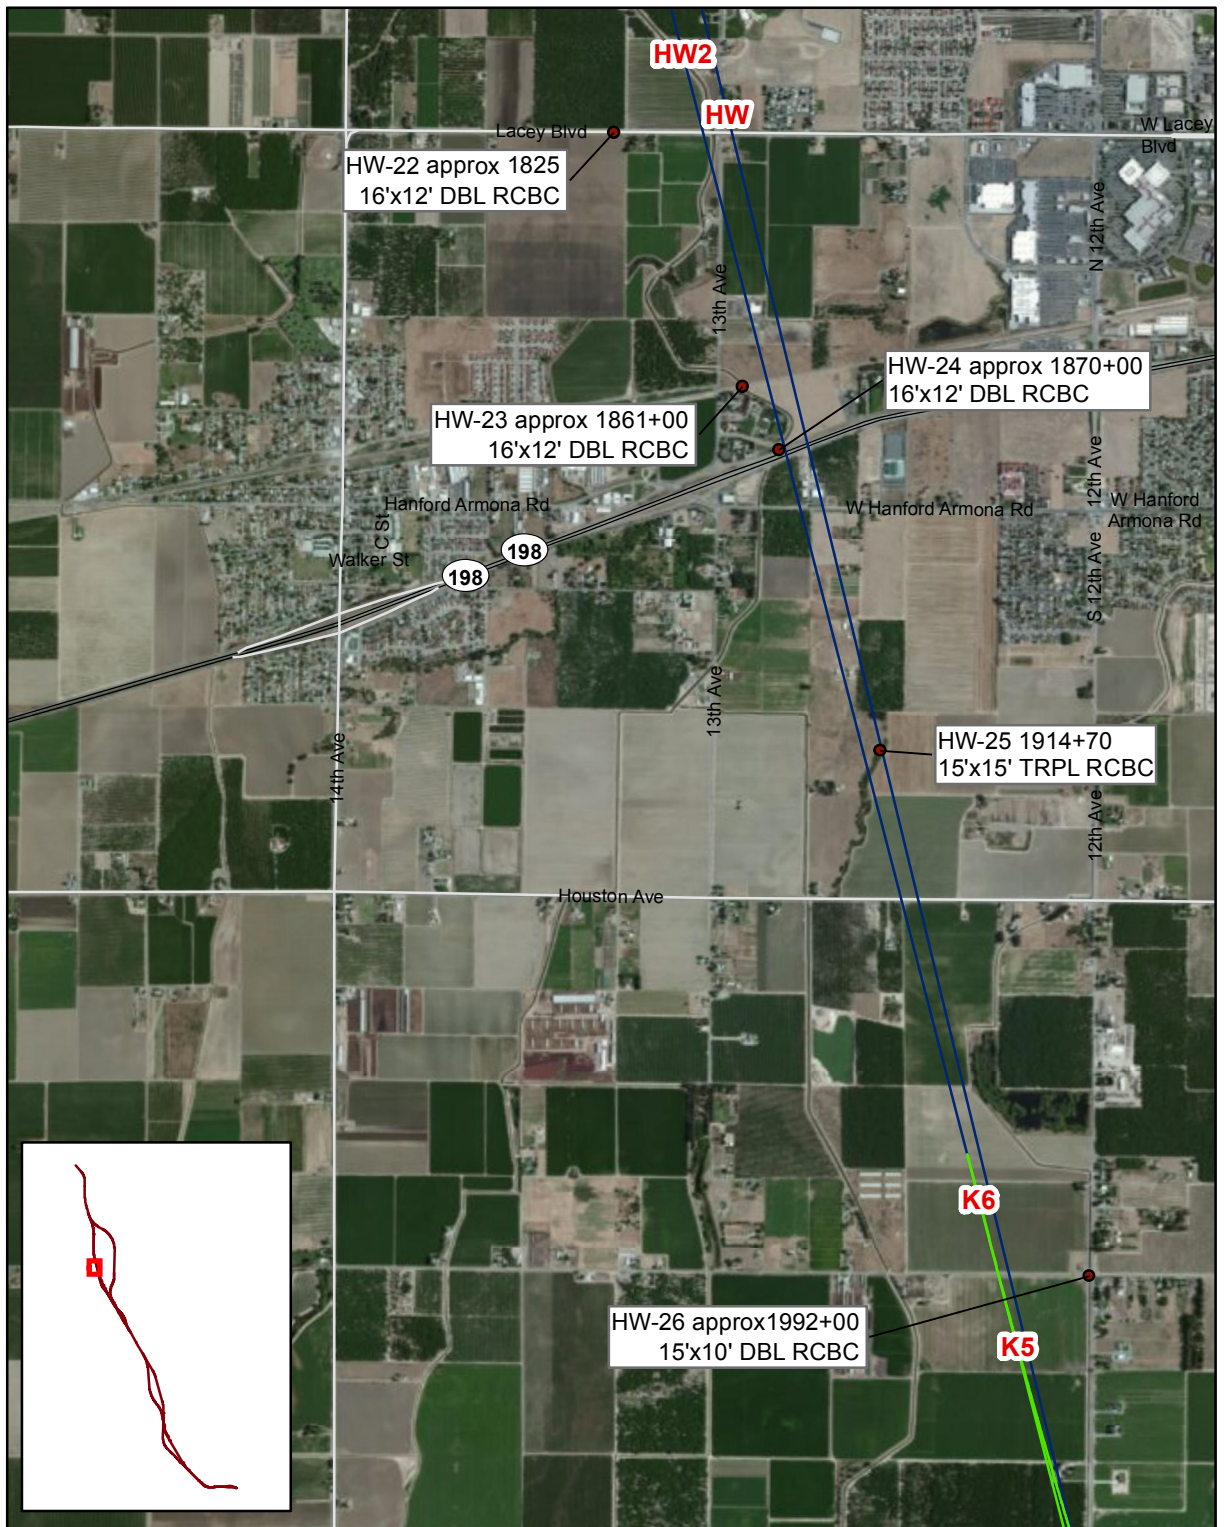 HW2
HW
Lacey Blvd
W Lacey
Blvd
HW-22 approx 1825
16'x12' DBL RCBC
N 12th Ave
13th Ave
HW-24 approx 1870+00
16'x12' DBL RCBC
HW-23 approx 1861+00
16'x12' DBL RCBC
12th Ave
Hanford Armona Rd
W Hanford Armona Rd
W Hanford
Armona Rd
C St
Walker St
198
198
S 12th Ave
13th Ave
14th Ave
HW-25 1914+70
15'x15' TRPL RCBC
12th Ave
Houston Ave
K6
HW-26 approx1992+00
15'x10' DBL RCBC
K5